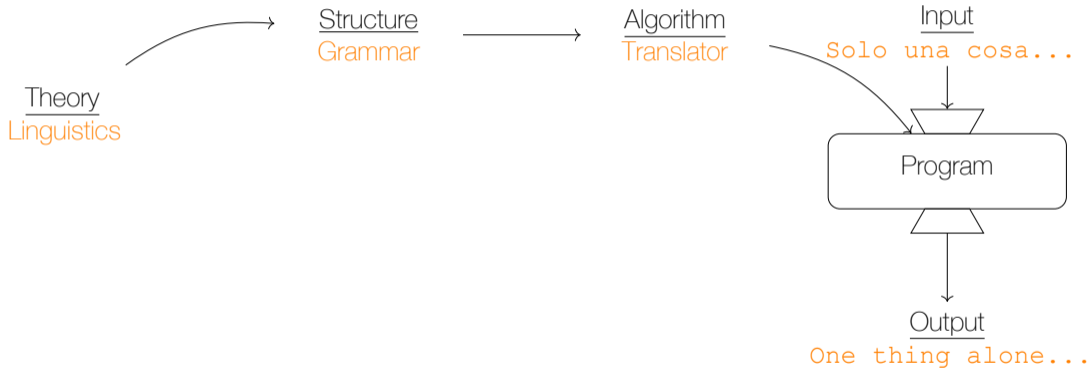 Theory
Linguistics
Structure
Grammar
Algorithm
Translator
Input
Solo una cosa...
Program
Output
One thing alone...